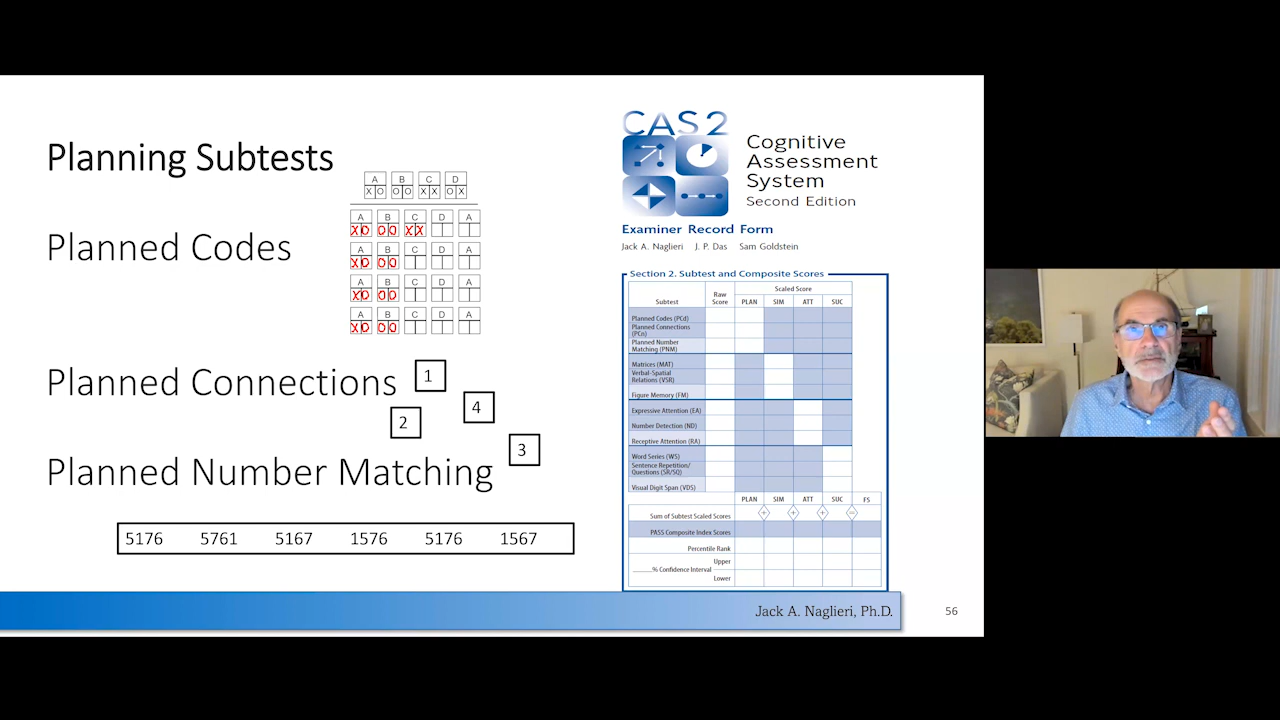 Planning Subtests
A B C D
X O O O X X O X
Planned Codes
A B C D A
X O O O X X
A B C D A
X O O O
A B C D A
X O O O
A B C D A
X O O O
Planned Connections
1
4
2
3
Planned Number Matching
5176 5761 5167 1576 5176 1567
CAS2
Cognitive
Assessment
System
Second Edition
Examiner Record Form
Jack A. Naglieri J. P. Das Sam Goldstein
Section 2. Subtest and Composite Scores
Scaled Score
Subtest Raw Score PLAN SIM ATT SUC
Planned Codes (PCd)
Planned Connections
(PCn)
Planned Number
Matching (PNM)
Matrices (MAT)
Verbal-Spatial
Relations (VSR)
Figure Memory (FM)
Expressive Attention (EA)
Number Detection (ND)
Receptive Attention (RA)
Word Series (WS)
Sentence Repetition/
Questions (SR/SQ)
Visual Digit Span (VDS)
PLAN SIM ATT SUC FS
Sum of Subtest Scaled Scores + + + =
PASS Composite Index Scores
Percentile Rank
Upper
% Confidence Interval
Lower
Jack A. Naglieri, Ph.D.
56